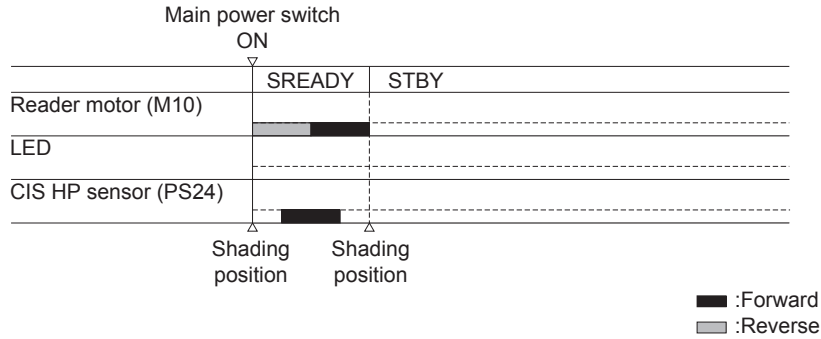 Main power switch
ON
SREADY STBY
Reader motor (M10)
LED
CIS HP sensor (PS24)
Shading position
Shading position
:Forward
:Reverse